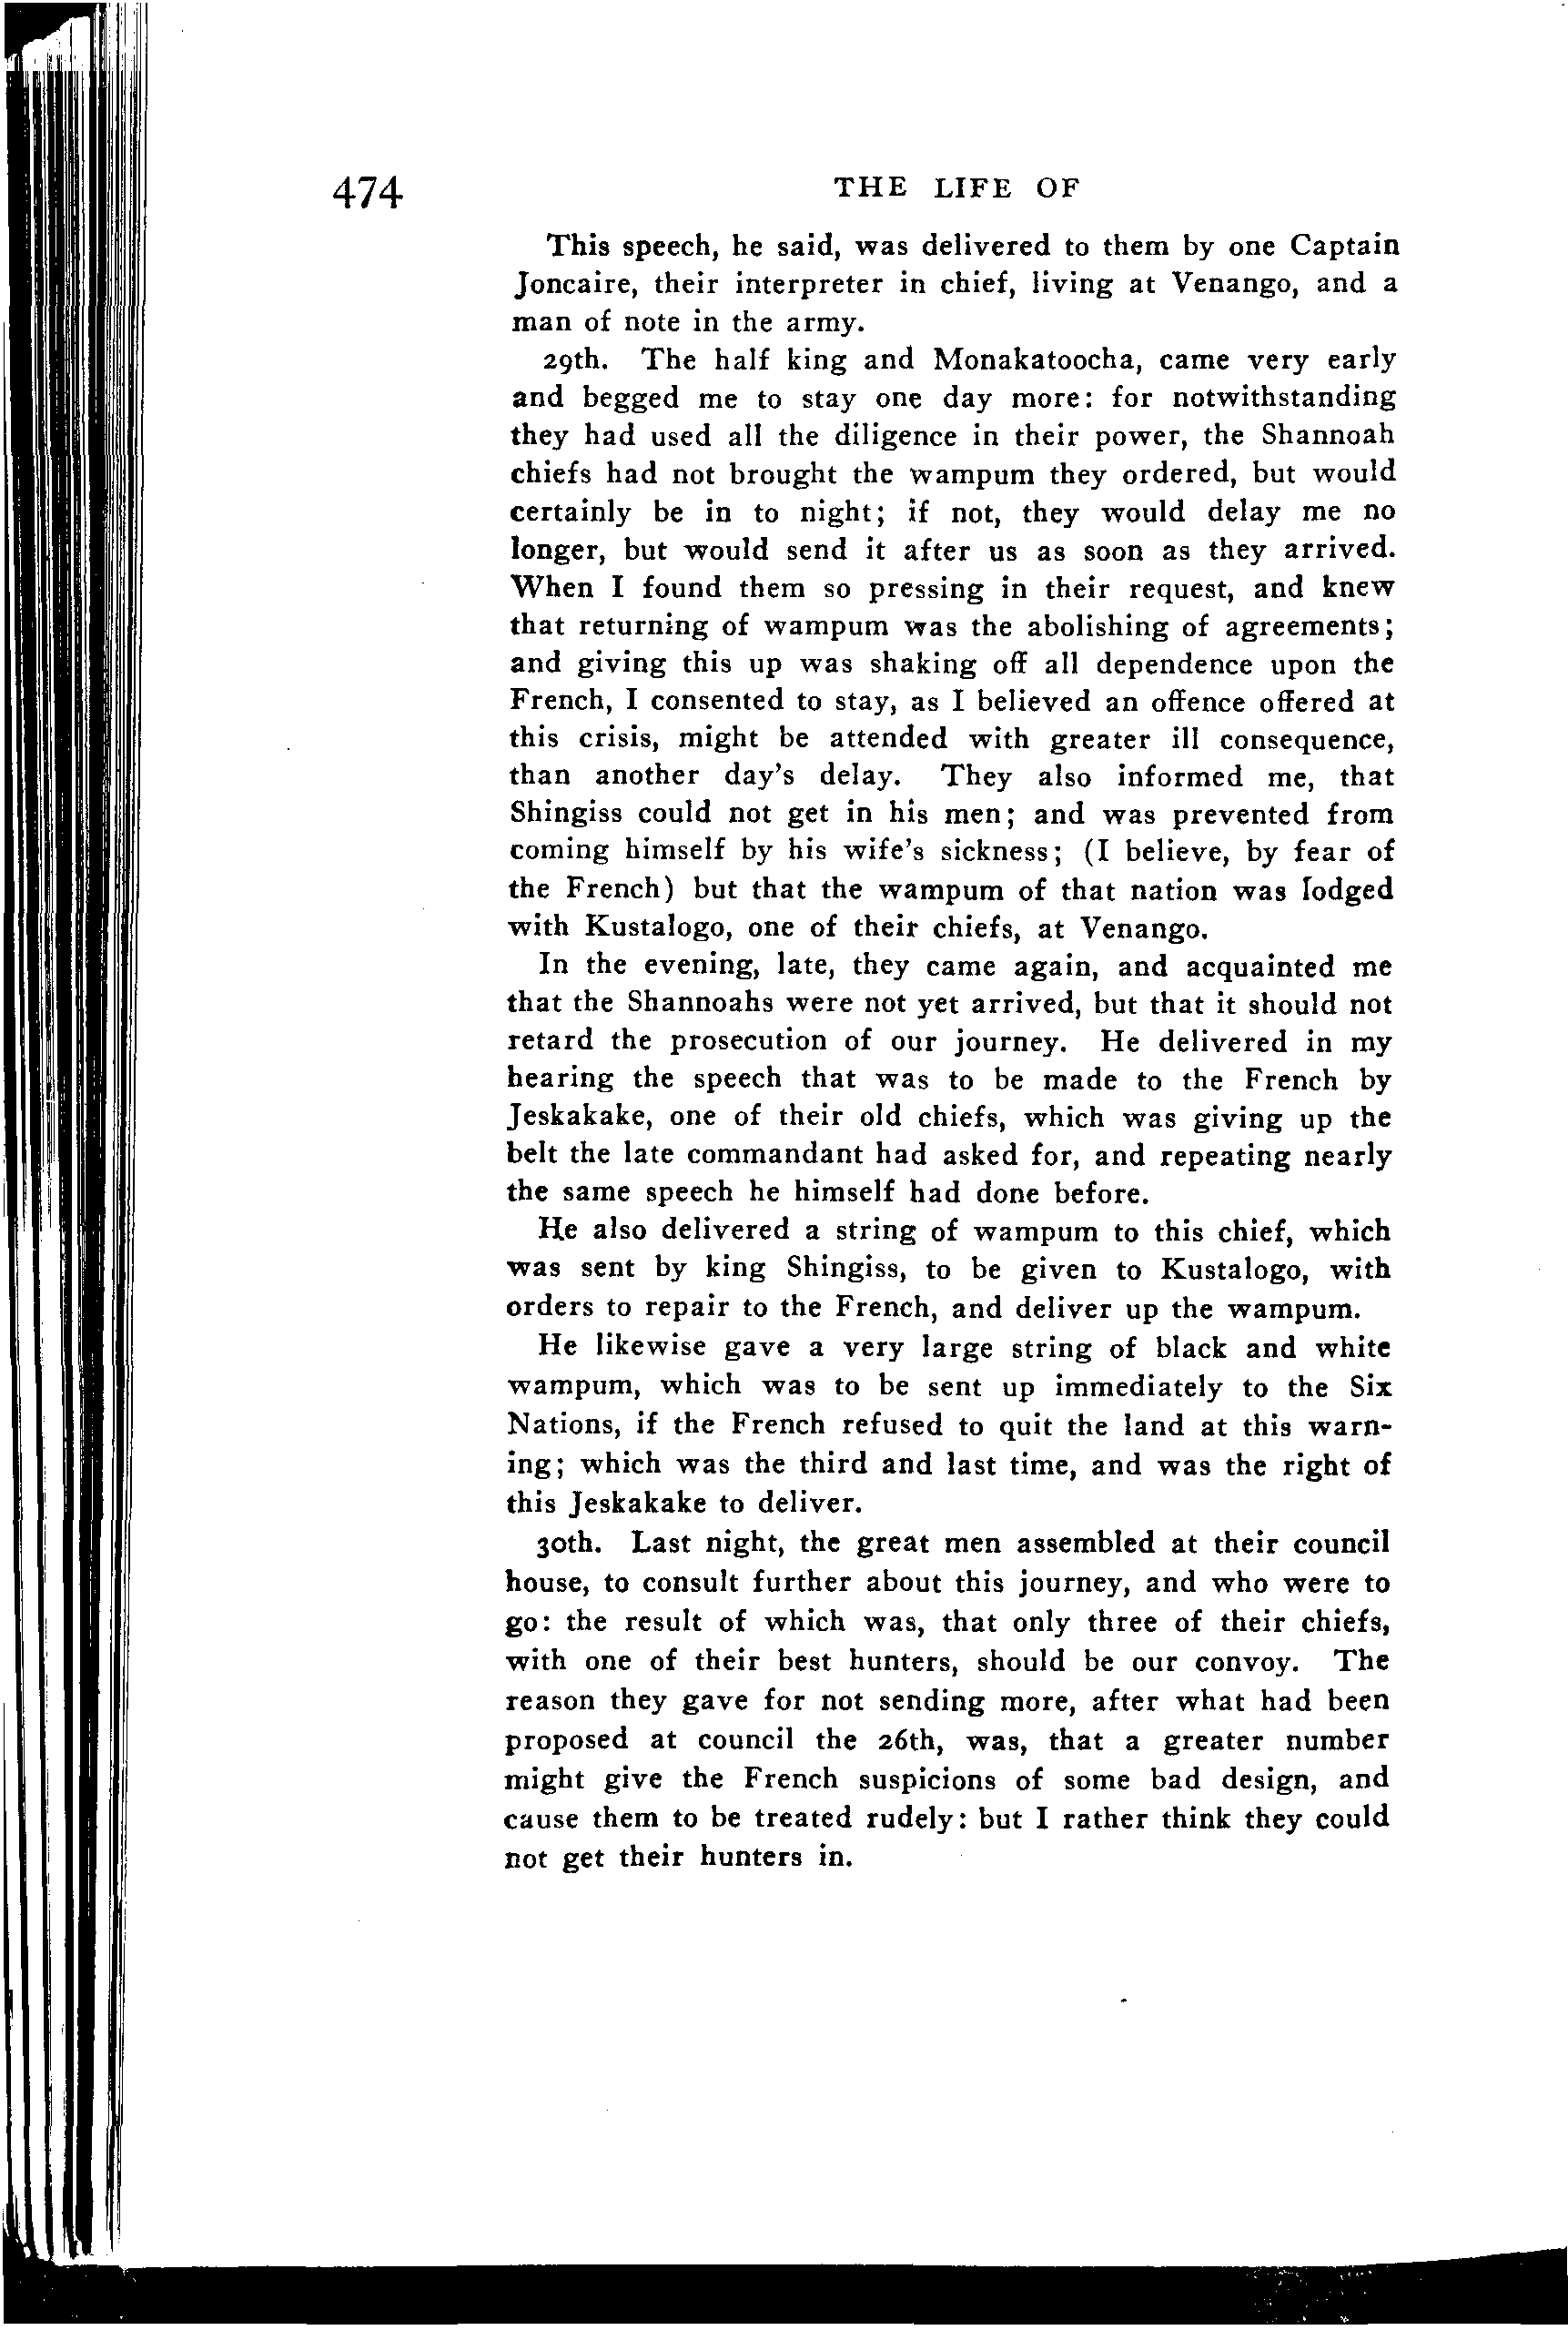 474
THE LIFE OF
This speech, he said, was delivered to them by one Captain
Joncaire, their interpreter in chief, living at Venango, and a
man of note in the army.
29th. The half king and Monakatoocha, came very early
and begged me to stay one day more: for notwithstanding
they had used all the diligence in their power, the Shannoah
chiefs had not brought the wampum they ordered, but would
certainly be in to night; if not, they would delay me no
longer, but would send it after us as soon as they arrived.
When I found them so pressing in their request, and knew
that returning of wampum was the abolishing of agreements;
and giving this up was shaking off all dependence upon the
French, I consented to stay, as I believed an offence offered at
this crisis, might be attended with greater ill consequence,
than another day's delay. They also informed me, that
Shingiss could not get in his men; and was prevented from
coming himself by his wife's sickness; (I believe, by fear of
the French) but that the wampum of that nation was lodged
with Kustalogo, one of their chiefs, at Venango.
In the evening, late, they came again, and acquainted me
that the Shannoahs were not yet arrived, but that it should not
retard the prosecution of our journey. He delivered in my
hearing the speech that was to be made to the French by
Jeskakake, one of their old chiefs, which was giving up the
belt the late commandant had asked for, and repeating nearly
the same speech he himself had done before.
He also delivered a string of wampum to this chief, which
was sent by king Shingiss, to be given to Kustalogo, with
orders to repair to the French, and deliver up the wampum.
He likewise gave a very large string of black and white
wampum, which was to be sent up immediately to the Six
Nations, if the French refused to quit the land at this warn-
ing; which was the third and last time, and was the right of
this Jeskakake to deliver.
30th. Last night, the great men assembled at their council
house, to consult further about this journey, and who were to
go: the result of which was, that only three of their chiefs,
with one of their best hunters, should be our convoy. The
reason they gave for not sending more, after what had been
proposed at council the 26th, was, that a greater number
might give the French suspicions of some bad design, and
cause them to be treated rudely: but I rather think they could
not get their hunters in.